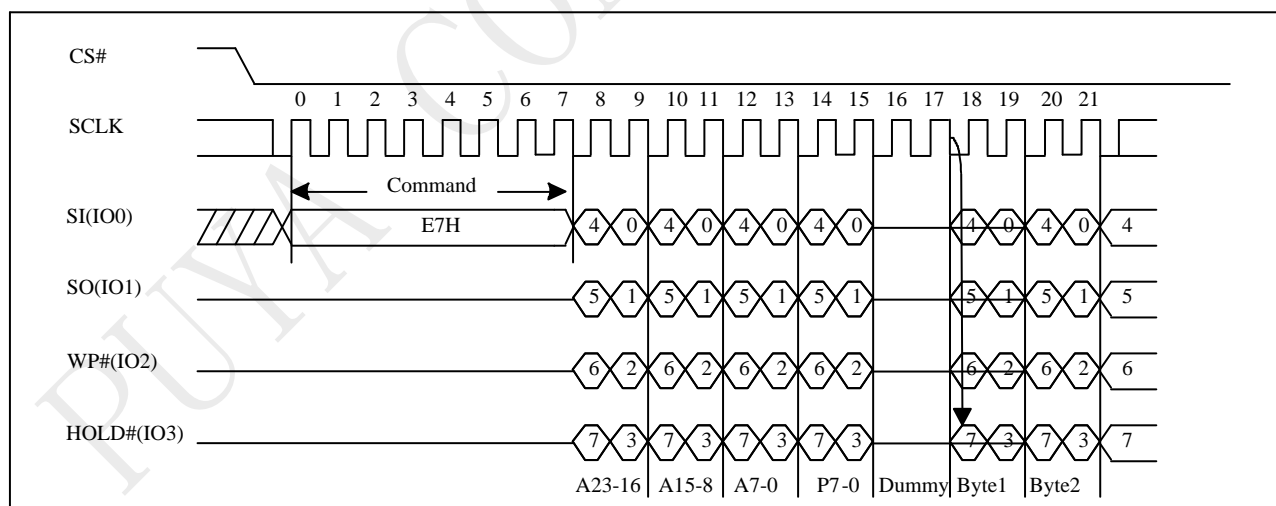 PUYA CO
CS#
0 1 2 3 4 5 6 7 8 9 10 11 12 13 14 15 16 17 18 19 20 21
SCLK
Command
SI(IO0)
E7H
4 0 4 0 4 0 4 0 4 0 4 0 4
SO(IO1)
5 1 5 1 5 1 5 1 5 1 5 1 5
WP#(IO2)
6 2 6 2 6 2 6 2 6 2 6 2 6
HOLD#(IO3)
7 3 7 3 7 3 7 3 7 3 7 3 7
A23-16 A15-8 A7-0 P7-0 Dummy Byte1 Byte2